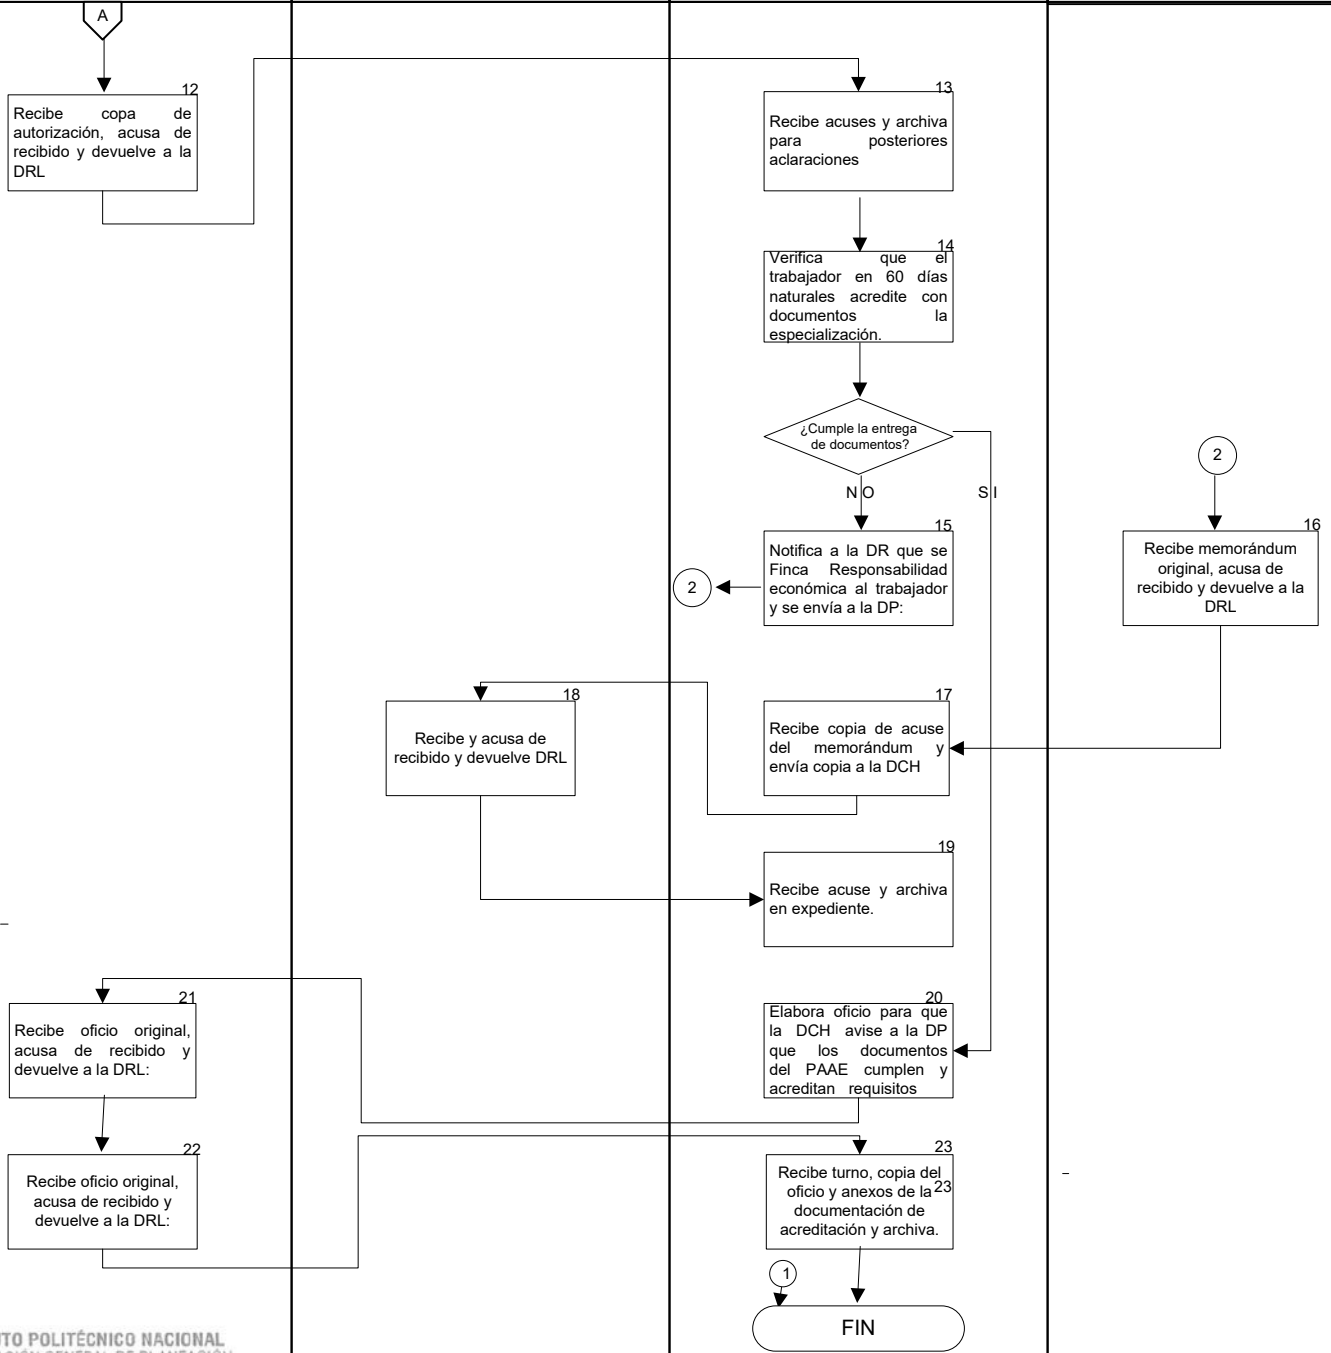 A
12
Recibe copa de
autorización, acusa de
recibido y devuelve a la
DRL
13
Recibe acuses y archiva
para posteriores
aclaraciones
14
Verifica que el
trabajador en 60 días
naturales acredite con
documentos la
especialización.
¿Cumple la entrega
de documentos?
NO
SI
15
Notifica a la DR que se
Finca Responsabilidad
económica al trabajador
y se envía a la DP:
2
2
16
Recibe memorándum
original, acusa de
recibido y devuelve a la
DRL
17
Recibe copia de acuse
del memorándum y
envía copia a la DCH
18
Recibe y acusa de
recibido y devuelve DRL
19
Recibe acuse y archiva
en expediente.
20
Elabora oficio para que
la DCH avise a la DP
que los documentos
del PAAE cumplen y
acreditan requisitos
21
Recibe oficio original,
acusa de recibido y
devuelve a la DRL:
22
Recibe oficio original,
acusa de recibido y
devuelve a la DRL:
23
Recibe turno, copia del
oficio y anexos de la 23
documentación de
acreditación y archiva.
1
FIN
TO POLITÉCNICO NACIONAL